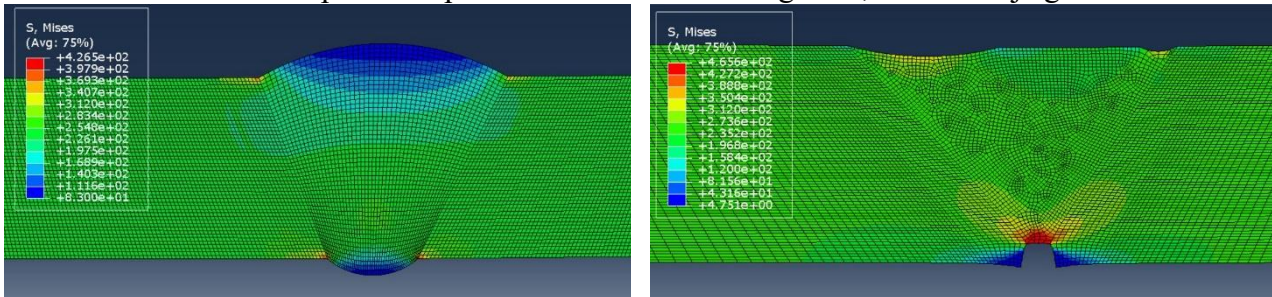 S, Mises
(Avg: 75%)
+4.265e+02
+3.979e+02
+3.693e+02
+3.407e+02
+3.120e+02
+2.834e+02
+2.548e+02
+2.261e+02
+1.975e+02
+1.689e+02
+1.403e+02
+1.116e+02
+8.300e+01
S, Mises
(Avg: 75%)
+4.656e+02
+4.272e+02
+3.888e+02
+3.504e+02
+3.120e+02
+2.736e+02
+2.352e+02
+1.968e+02
+1.584e+02
+1.200e+02
+8.156e+01
+4.316e+01
+4.751e+00